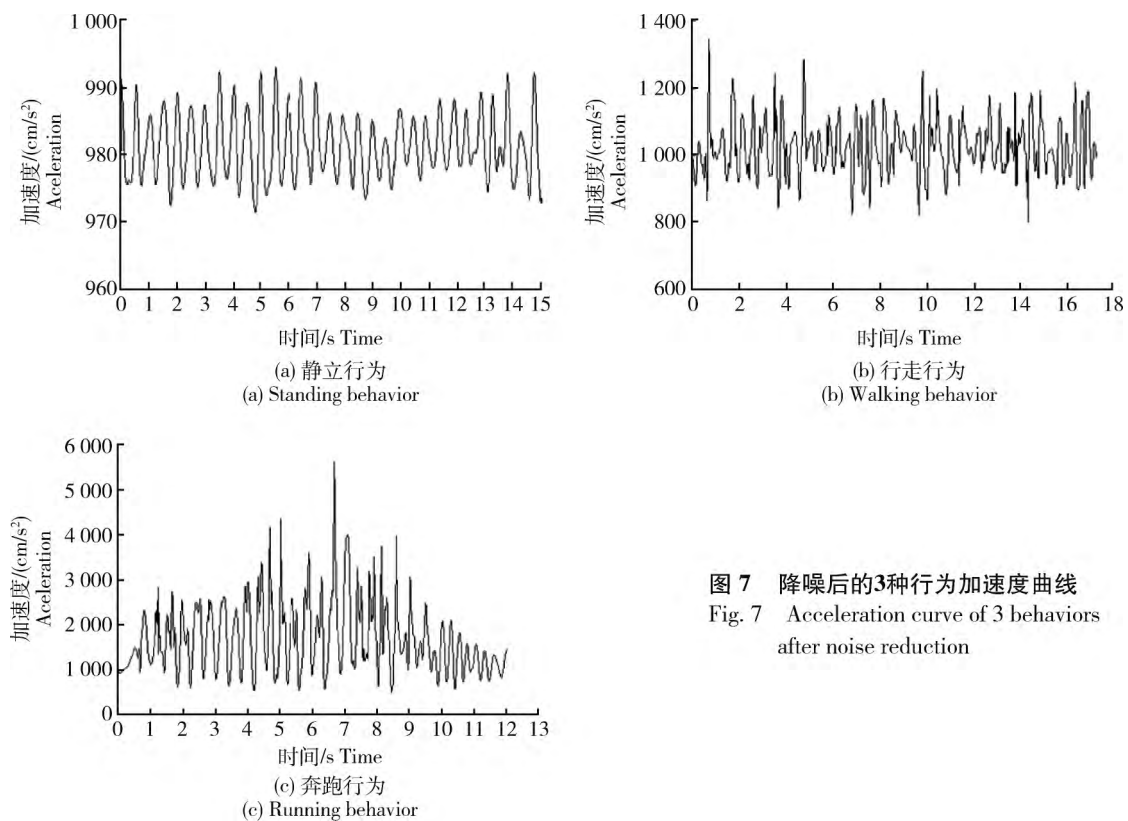 1 000
990
980
970
960
加速度/(cm/s²)
Aceleration
0 1 2 3 4 5 6 7 8 9 10 11 12 13 14 15
时间/s Time
(a) 静立行为
(a) Standing behavior
1 400
1 200
1 000
800
600
加速度/(cm/s²)
Aceleration
0 2 4 6 8 10 12 14 16 18
时间/s Time
(b) 行走行为
(b) Walking behavior
6 000
5 000
4 000
3 000
2 000
1 000
0
加速度/(cm/s²)
Aceleration
0 1 2 3 4 5 6 7 8 9 10 11 12 13
时间/s Time
(c) 奔跑行为
(c) Running behavior
图 7 降噪后的3种行为加速度曲线
Fig. 7 Acceleration curve of 3 behaviors
after noise reduction